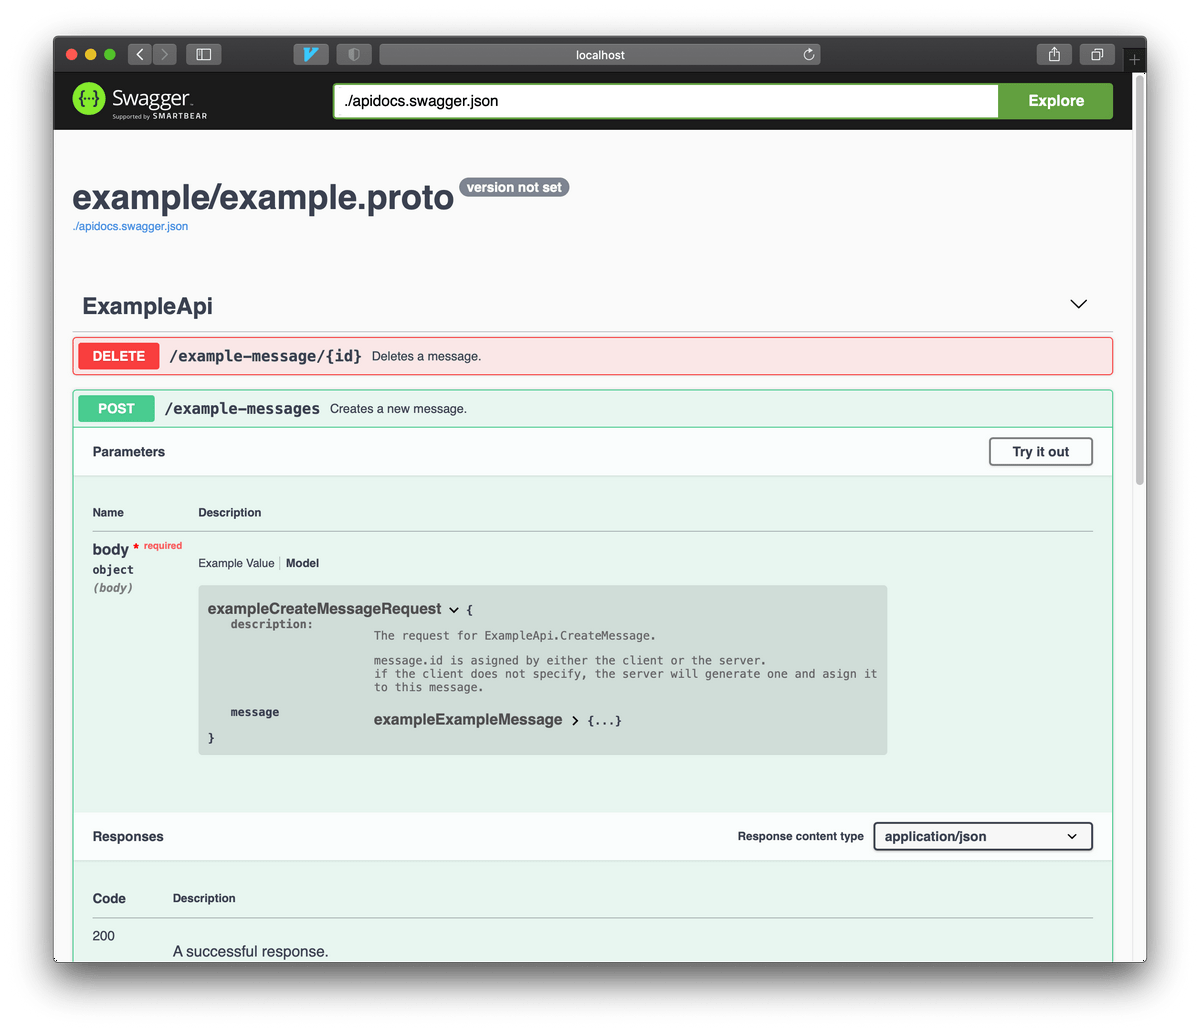 localhost
Swagger
Supported by SMARTBEAR
./apidocs.swagger.json
Explore
example/example.proto version not set
./apidocs.swagger.json
ExampleApi
DELETE /example-message/{id} Deletes a message.
POST /example-messages Creates a new message.
Parameters Try it out
Name Description
body * required
object
(body)
Example Value Model
exampleCreateMessageRequest {
description:
The request for ExampleApi.CreateMessage.
message.id is asigned by either the client or the server.
if the client does not specify, the server will generate one and asign it
to this message.
message exampleExampleMessage > {...}
}
Responses Response content type application/json
Code Description
200
A successful response.